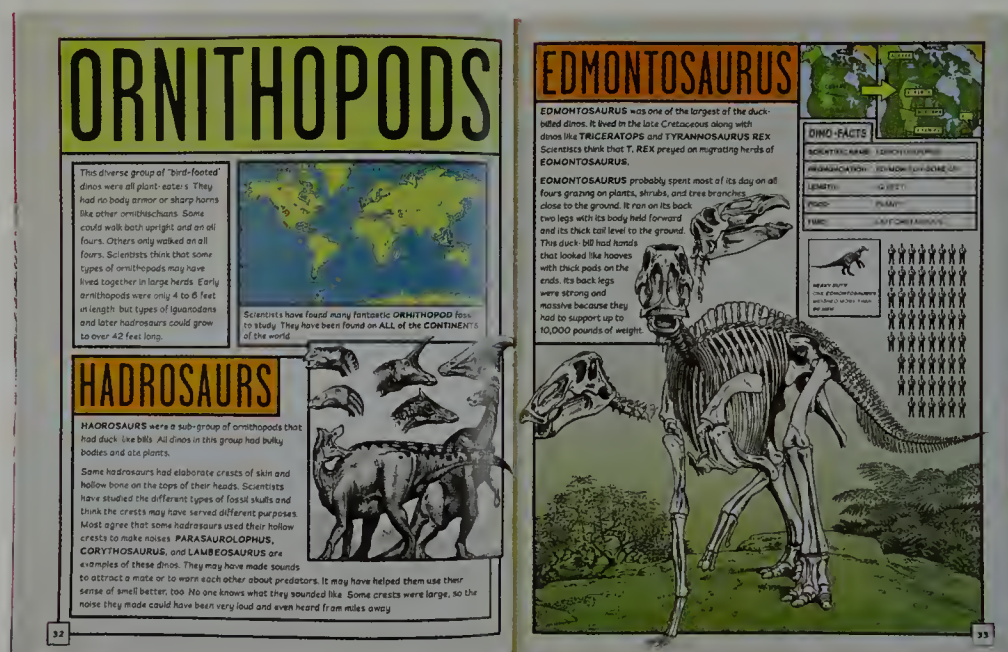 ORNITHOPODS
This diverse group of "bird-footed"
dinos were all plant-eaters. They
had no body armor or sharp horns
like other ornithischians. Some
could walk both upright and on all
fours. Others only walked on all
fours. Scientists think that some
types of ornithopods may have
lived together in large herds. Early
ornithopods were only 4 to 6 feet
in length but types of iguanodons
and later hadrosaurs could grow
to over 42 feet long.
Scientists have found many fantastic ORNITHOPOD
to study. They have been found on ALL of the CONTINENTS
of the world.
HADROSAURS
HADROSAURS were a sub-group of ornithopods that
had duck-like bills. All dinos in this group had bulky
bodies and ate plants.
Some hadrosaurs had elaborate crests of skin and
hollow bone on the tops of their heads. Scientists
have studied the different types of fossil skulls and
think the crests may have served different purposes.
Most agree that some hadrosaurs used their hollow
crests to make noises. PARASAUROLOPHUS,
CORYTHOSAURUS, and LAMBEOSAURUS are
examples of these dinos. They may have made sounds
to attract a mate or to warn each other about predators. It may have helped them use their
sense of smell better, too. No one knows what they sounded like. Some crests were large, so the
noise they made could have been very loud and even heard from miles away.
32
EDMONTOSAURUS
EDMONTOSAURUS was one of the largest of the duck-
billed dinos. It lived in the late Cretaceous along with
dinos like TRICERATOPS and TYRANNOSAURUS REX.
Scientists think that T. REX preyed on migrating herds of
EDMONTOSAURUS.
EDMONTOSAURUS probably spent most of its day on all
fours grazing on plants, shrubs, and tree branches
close to the ground. It ran on its back
two legs with its body held forward
and its thick tail level to the ground.
This duck-bill had hands
that looked like hooves
with thick pads on the
ends. Its back legs
were strong and
massive because they
had to support up to
10,000 pounds of weight.
DINO-FACTS
SCIENTIFIC NAME: EDMONTOSAURUS
PRONUNCIATION:
LENGTH:
FOOD: PLANTS
TIME: LATE CRETACEOUS
HEAVY DUTY
ONE EDMONTOSAURUS
WEIGHED MORE THAN
33